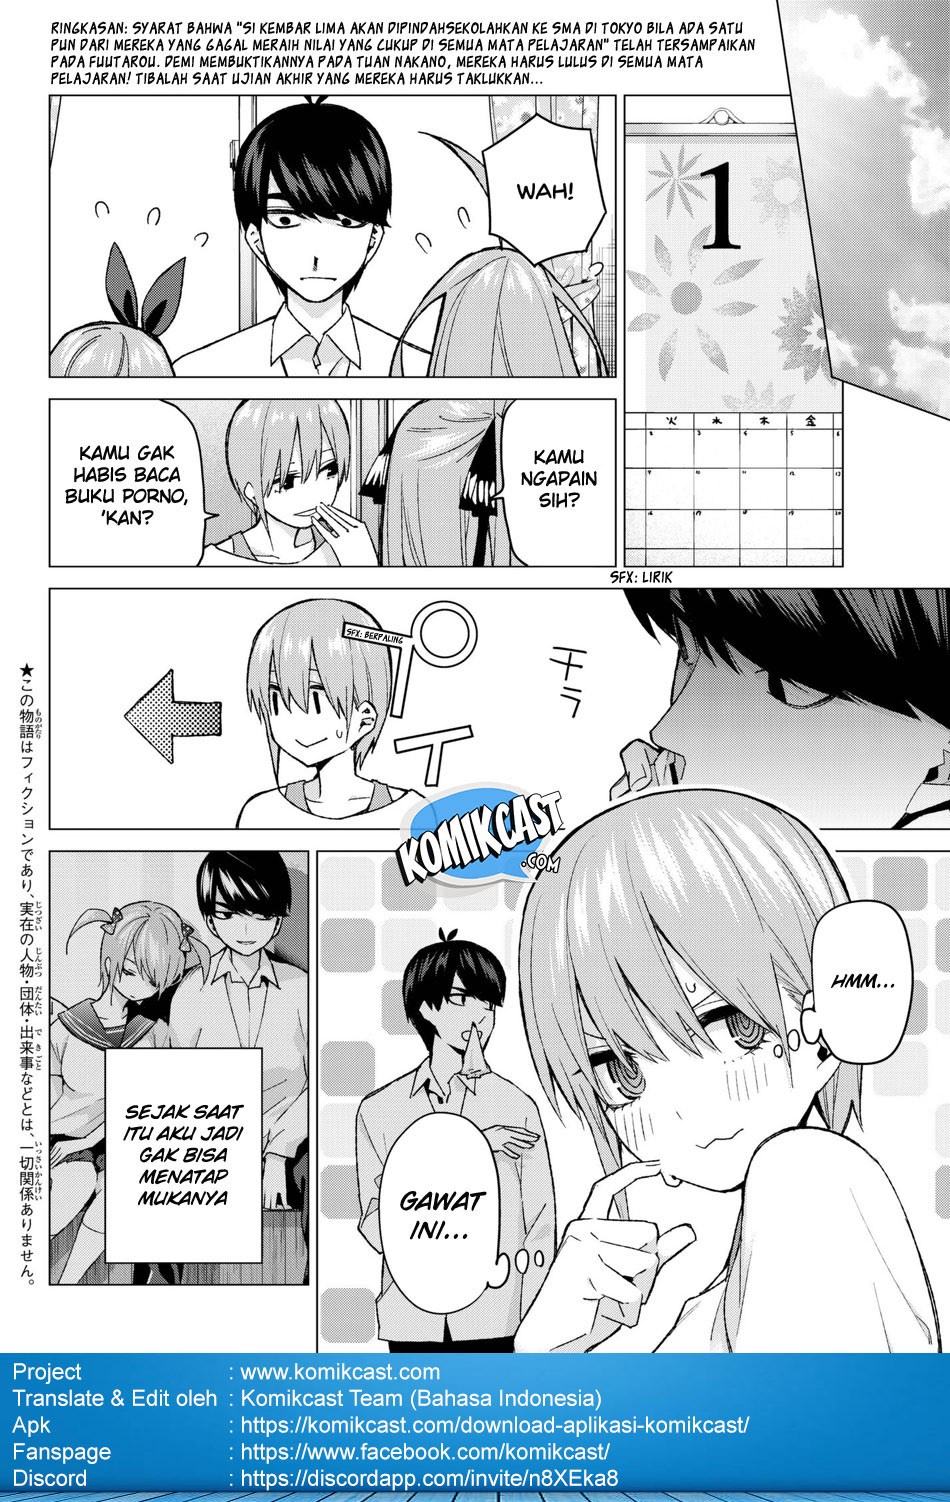 RINGKASAN: SYARAT BAHWA "SI KEMBAR LIMA AKAN DIPINDAHSEKOLAHKAN KE SMA DI TOKYO BILA ADA SATU
PUN DARI MEREKA YANG GAGAL MERAIH NILAI YANG CUKUP DI SEMUA MATA PELAJARAN" TELAH TERSAMPAIKAN
PADA FUUTAROU. DEMI MEMBUKTIKANNYA PADA TUAN NAKANO, MEREKA HARUS LULUS DI SEMUA MATA
PELAJARAN! TIBALAH SAAT UJIAN AKHIR YANG MEREKA HARUS TAKLUKKAN...
1
火 水 木 金
2 3 4 5 6
WAH!
KAMU
NGAPAIN
SIH?
KAMU GAK
HABIS BACA
BUKU PORNO,
'KAN?
SFX: LIRIK
チラ
SFX: BERPALING
プイ
KOMIKCAST
.COM
HMM...
GAWAT
INI...
SEJAK SAAT
ITU AKU JADI
GAK BISA
MENATAP
MUKANYA
★この物語はフィクションであり、実在の人物・団体・出来事などとは、一切関係ありません。
Project : www.komikcast.com
Translate & Edit oleh : Komikcast Team (Bahasa Indonesia)
Apk : https://komikcast.com/download-aplikasi-komikcast/
Fanspage : https://www.facebook.com/komikcast/
Discord : https://discordapp.com/invite/n8XEka8